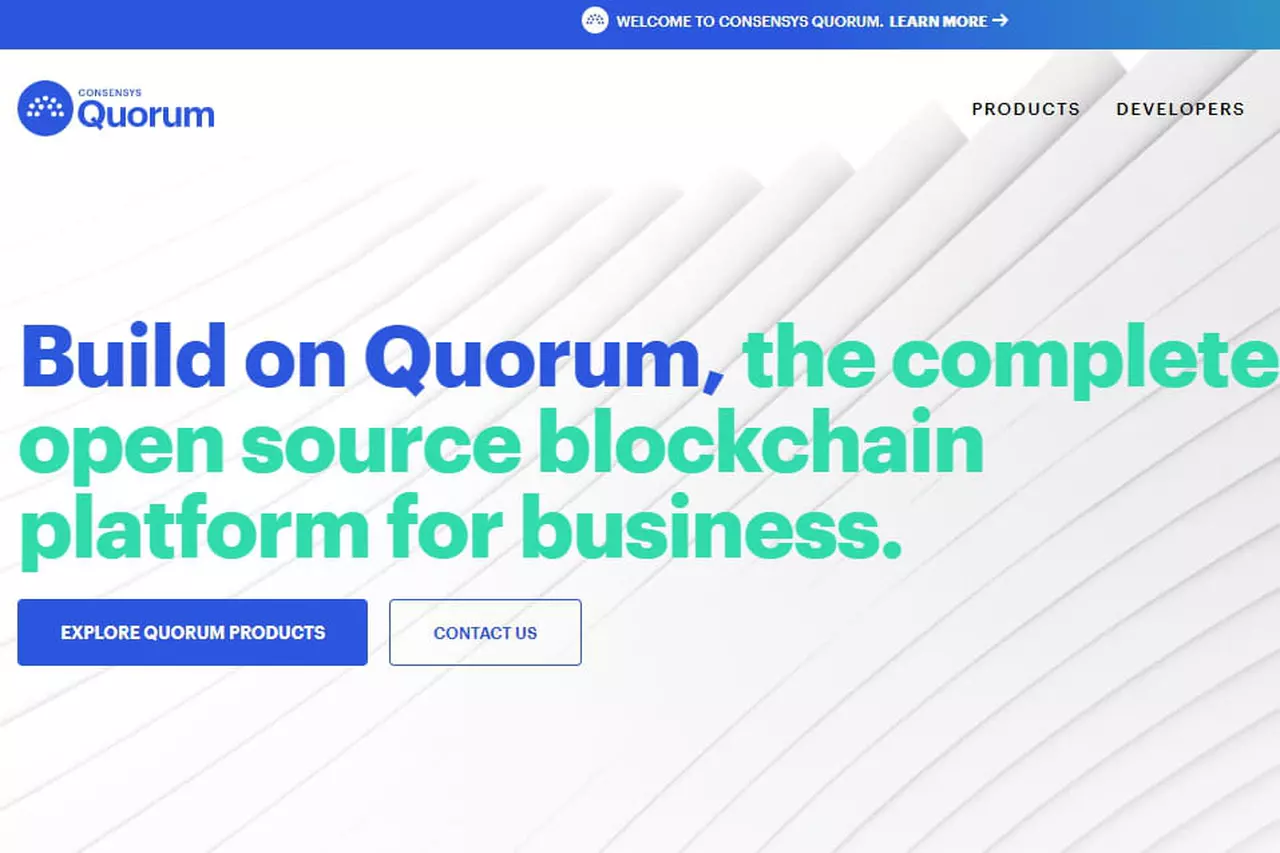 WELCOME TO CONSENSYS QUORUM. LEARN MORE →
CONSENSYS
Quorum
PRODUCTS DEVELOPERS
Build on Quorum, the complete
open source blockchain
platform for business.
EXPLORE QUORUM PRODUCTS CONTACT US